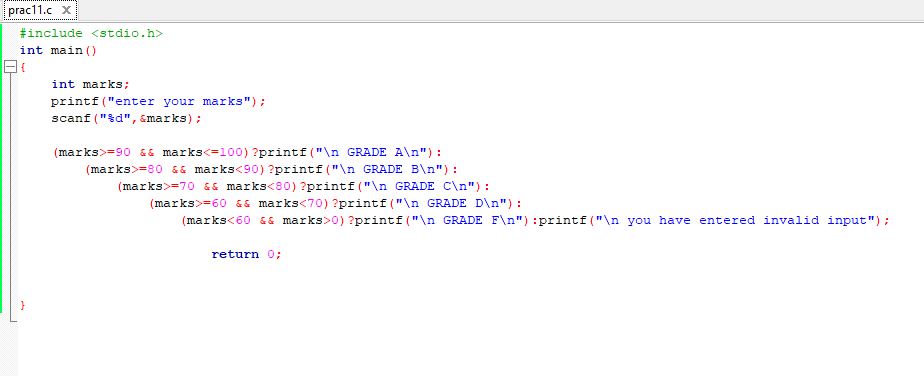 prac11.c
#include <stdio.h>
int main()
{
    int marks;
    printf("enter your marks");
    scanf("%d",&marks);

    (marks>=90 && marks<=100)?printf("\n GRADE A\n"):
        (marks>=80 && marks<90)?printf("\n GRADE B\n"):
            (marks>=70 && marks<80)?printf("\n GRADE C\n"):
                (marks>=60 && marks<70)?printf("\n GRADE D\n"):
                    (marks<60 && marks>0)?printf("\n GRADE F\n"):printf("\n you have entered invalid input");

                        return 0;

}